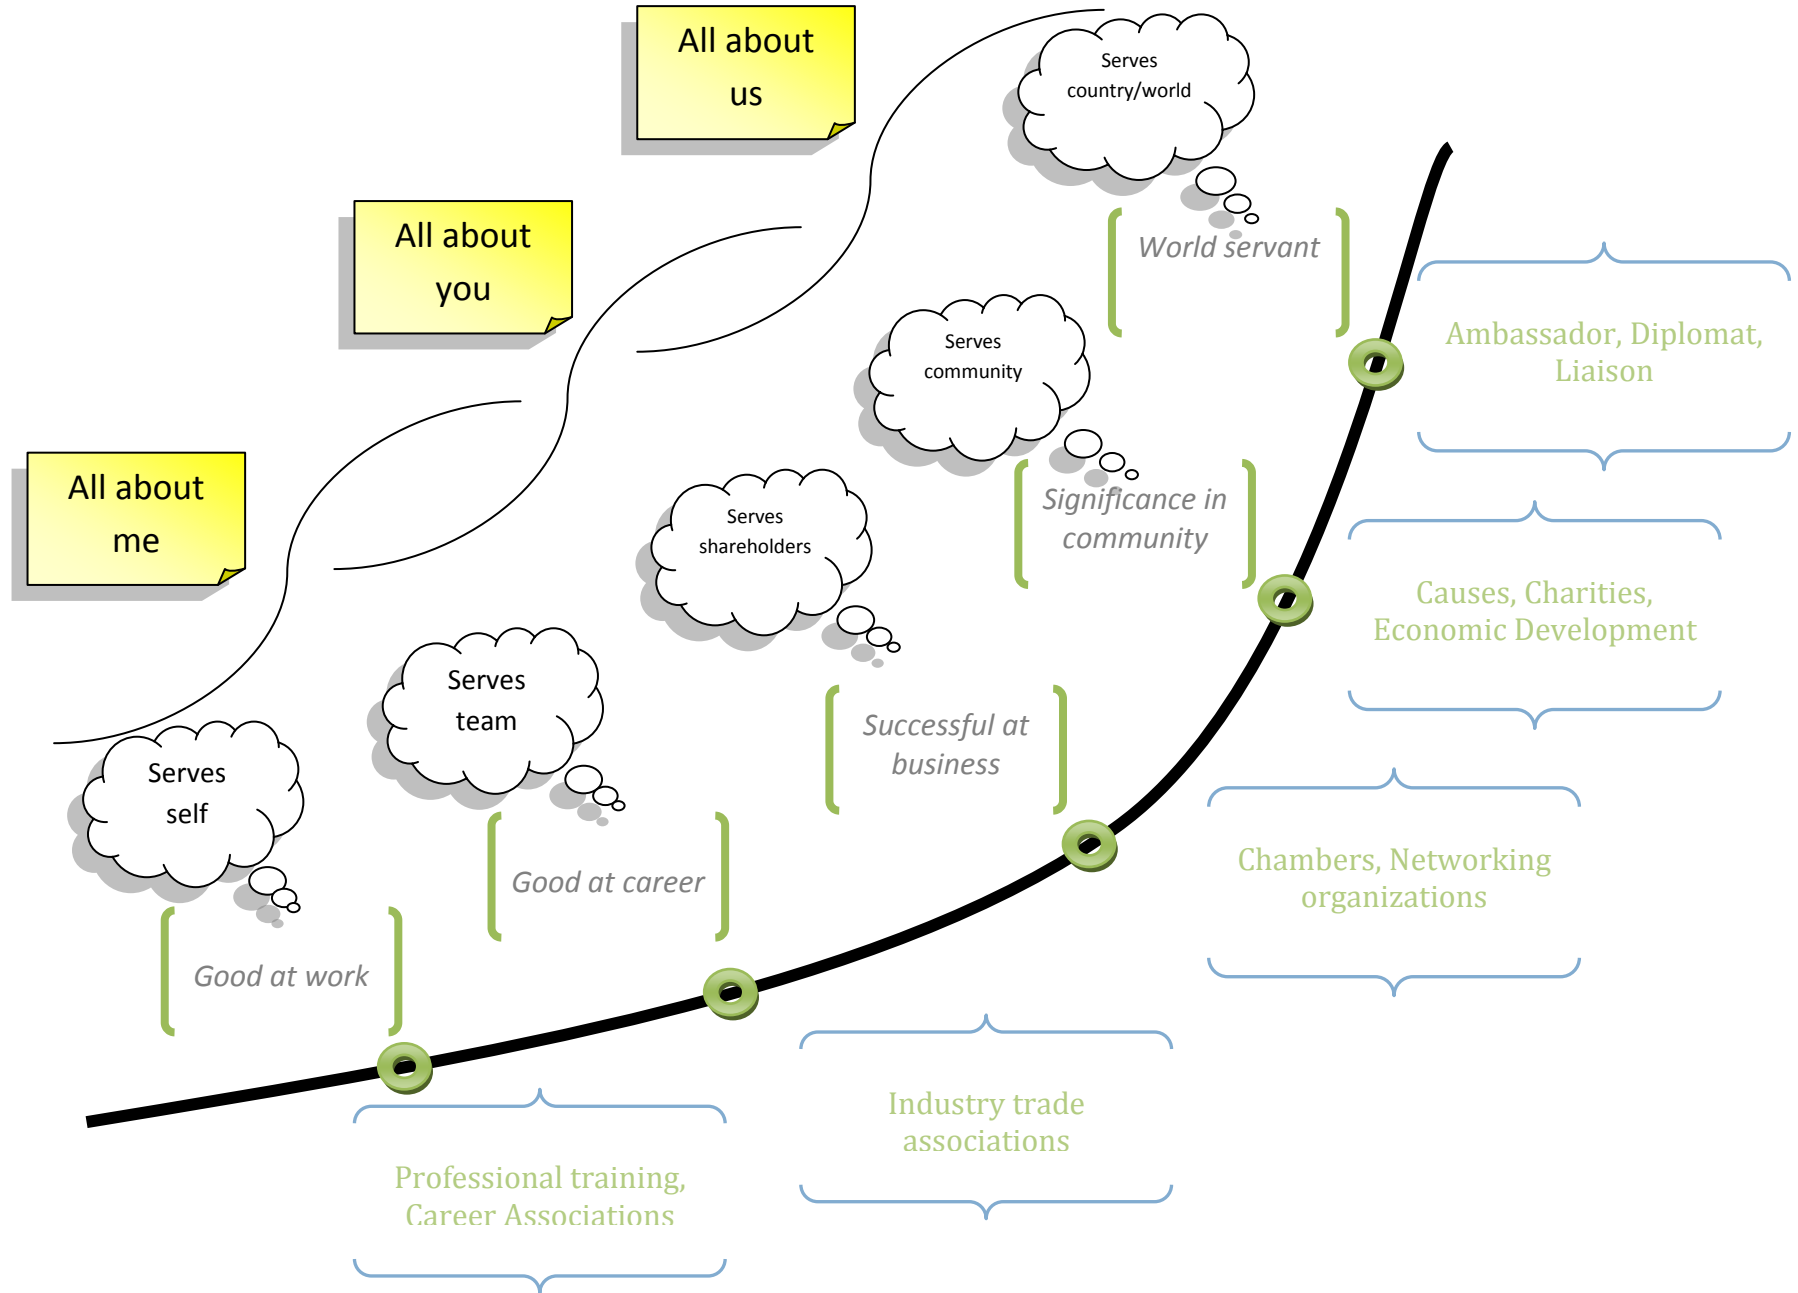 All about
us
Serves
country/world
All about
you
World servant
Ambassador, Diplomat,
Liaison
Serves
community
All about
me
Significance in
community
Serves
shareholders
Causes, Charities,
Economic Development
Serves
team
Successful at
business
Serves
self
Good at career
Chambers, Networking
organizations
Good at work
Industry trade
associations
Professional training,
Career Associations